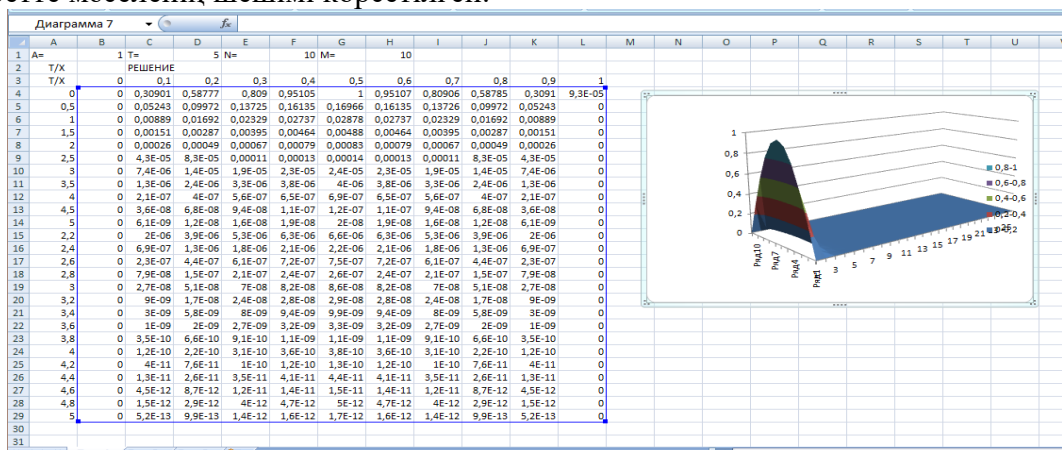 Диаграмма 7 fx
A B C D E F G H I J K L M N O P Q R S T U
1 A= 1 T= 5 N= 10 M= 10
2 T/X РЕШЕНИЕ
3 T/X 0 0,1 0,2 0,3 0,4 0,5 0,6 0,7 0,8 0,9 1
4 0 0 0,30901 0,58777 0,809 0,95105 1 0,95107 0,80906 0,58785 0,3091 9,3E-05
5 0,5 0 0,05243 0,09972 0,13725 0,16135 0,16966 0,16135 0,13726 0,09972 0,05243 0
6 1 0 0,00889 0,01692 0,02329 0,02737 0,02878 0,02737 0,02329 0,01692 0,00889 0
7 1,5 0 0,00151 0,00287 0,00395 0,00464 0,00488 0,00464 0,00395 0,00287 0,00151 0
8 2 0 0,00026 0,00049 0,00067 0,00079 0,00083 0,00079 0,00067 0,00049 0,00026 0
9 2,5 0 4,3E-05 8,3E-05 0,00011 0,00013 0,00014 0,00013 0,00011 8,3E-05 4,3E-05 0
10 3 0 7,4E-06 1,4E-05 1,9E-05 2,3E-05 2,4E-05 2,3E-05 1,9E-05 1,4E-05 7,4E-06 0
11 3,5 0 1,3E-06 2,4E-06 3,3E-06 3,8E-06 4E-06 3,8E-06 3,3E-06 2,4E-06 1,3E-06 0
12 4 0 2,1E-07 4E-07 5,6E-07 6,5E-07 6,9E-07 6,5E-07 5,6E-07 4E-07 2,1E-07 0
13 4,5 0 3,6E-08 6,8E-08 9,4E-08 1,1E-07 1,2E-07 1,1E-07 9,4E-08 6,8E-08 3,6E-08 0
14 5 0 6,1E-09 1,2E-08 1,6E-08 1,9E-08 2E-08 1,9E-08 1,6E-08 1,2E-08 6,1E-09 0
15 2,2 0 2E-06 3,9E-06 5,3E-06 6,3E-06 6,6E-06 6,3E-06 5,3E-06 3,9E-06 2E-06 0
16 2,4 0 6,9E-07 1,3E-06 1,8E-06 2,1E-06 2,2E-06 2,1E-06 1,8E-06 1,3E-06 6,9E-07 0
17 2,6 0 2,3E-07 4,4E-07 6,1E-07 7,2E-07 7,5E-07 7,2E-07 6,1E-07 4,4E-07 2,3E-07 0
18 2,8 0 7,9E-08 1,5E-07 2,1E-07 2,4E-07 2,6E-07 2,4E-07 2,1E-07 1,5E-07 7,9E-08 0
19 3 0 2,7E-08 5,1E-08 7E-08 8,2E-08 8,6E-08 8,2E-08 7E-08 5,1E-08 2,7E-08 0
20 3,2 0 9E-09 1,7E-08 2,4E-08 2,8E-08 2,9E-08 2,8E-08 2,4E-08 1,7E-08 9E-09 0
21 3,4 0 3E-09 5,8E-09 8E-09 9,4E-09 9,9E-09 9,4E-09 8E-09 5,8E-09 3E-09 0
22 3,6 0 1E-09 2E-09 2,7E-09 3,2E-09 3,3E-09 3,2E-09 2,7E-09 2E-09 1E-09 0
23 3,8 0 3,5E-10 6,6E-10 9,1E-10 1,1E-09 1,1E-09 1,1E-09 9,1E-10 6,6E-10 3,5E-10 0
24 4 0 1,2E-10 2,2E-10 3,1E-10 3,6E-10 3,8E-10 3,6E-10 3,1E-10 2,2E-10 1,2E-10 0
25 4,2 0 4E-11 7,6E-11 1E-10 1,2E-10 1,3E-10 1,2E-10 1E-10 7,6E-11 4E-11 0
26 4,4 0 1,3E-11 2,6E-11 3,5E-11 4,1E-11 4,4E-11 4,1E-11 3,5E-11 2,6E-11 1,3E-11 0
27 4,6 0 4,5E-12 8,7E-12 1,2E-11 1,4E-11 1,5E-11 1,4E-11 1,2E-11 8,7E-12 4,5E-12 0
28 4,8 0 1,5E-12 2,9E-12 4E-12 4,7E-12 5E-12 4,7E-12 4E-12 2,9E-12 1,5E-12 0
29 5 0 5,2E-13 9,9E-13 1,4E-12 1,6E-12 1,7E-12 1,6E-12 1,4E-12 9,9E-13 5,2E-13 0
30
31
1
0,8
0,6
0,4
0,2
0
Ряд10 Ряд7 Ряд4 Ряд1
3 5 7 9 11 13 15 17 19 21 23 25
0,8-1
0,6-0,8
0,4-0,6
0,2-0,4
0-0,2